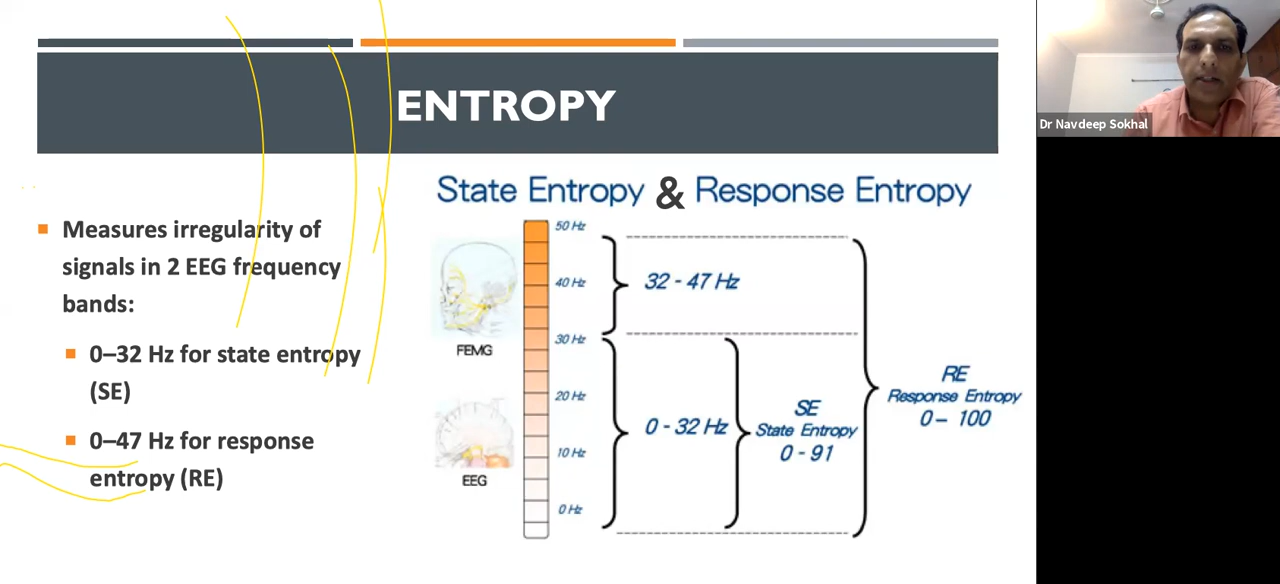 ENTROPY
Dr Navdeep Sokhal
Measures irregularity of
signals in 2 EEG frequency
bands:
0–32 Hz for state entropy
(SE)
0–47 Hz for response
entropy (RE)
State Entropy & Response Entropy
50 Hz
40 Hz
30 Hz
20 Hz
10 Hz
0 Hz
FEMG
EEG
32 - 47 Hz
0 - 32 Hz
SE
State Entropy
0 - 91
RE
Response Entropy
0 – 100